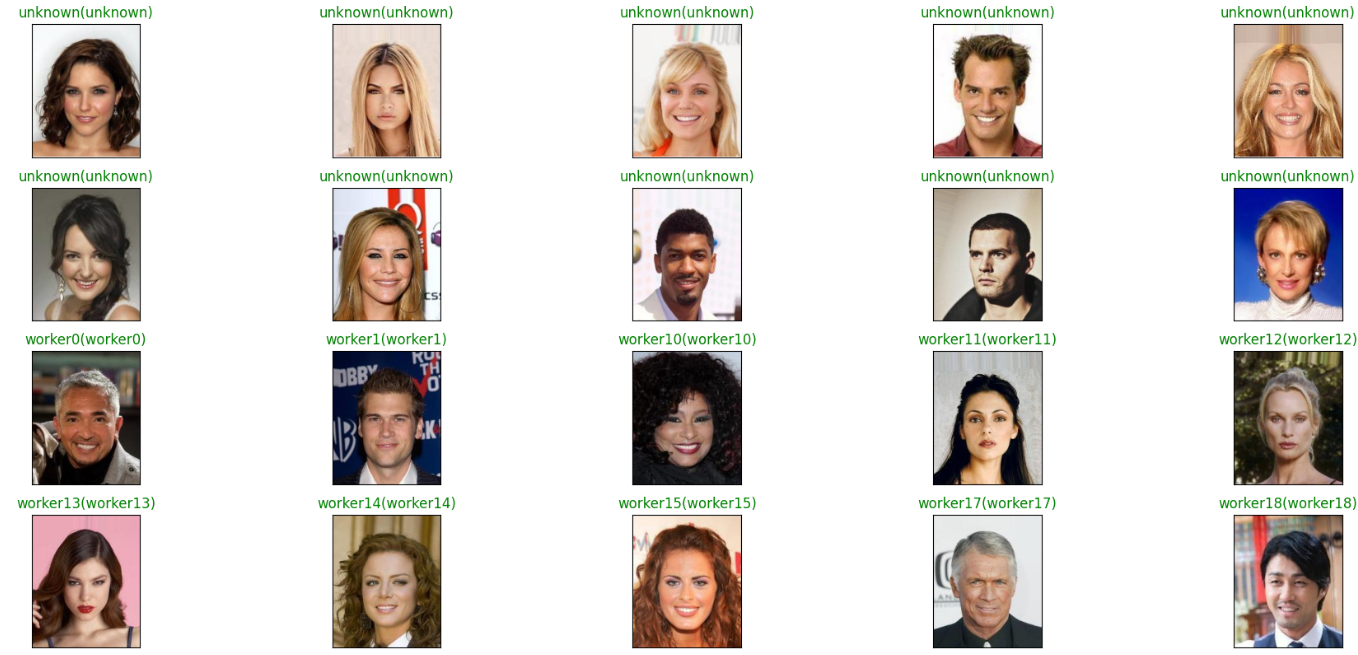 unknown(unknown) unknown(unknown) unknown(unknown) unknown(unknown) unknown(unknown)
unknown(unknown) unknown(unknown) unknown(unknown) unknown(unknown) unknown(unknown)
OBBY
TH
worker0(worker0) worker1(worker1) worker10(worker10) worker11(worker11) worker12(worker12)
worker13(worker13) worker14(worker14) worker15(worker15) worker17(worker17) worker18(worker18)